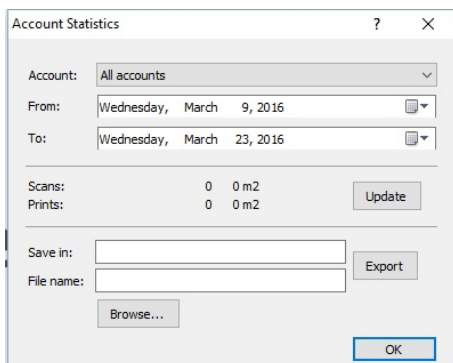 Account Statistics ? ×
Account: All accounts
From: Wednesday, March 9, 2016
To: Wednesday, March 23, 2016
Scans: 0 0 m2
Prints: 0 0 m2
Update
Save in:
File name:
Export
Browse...
OK